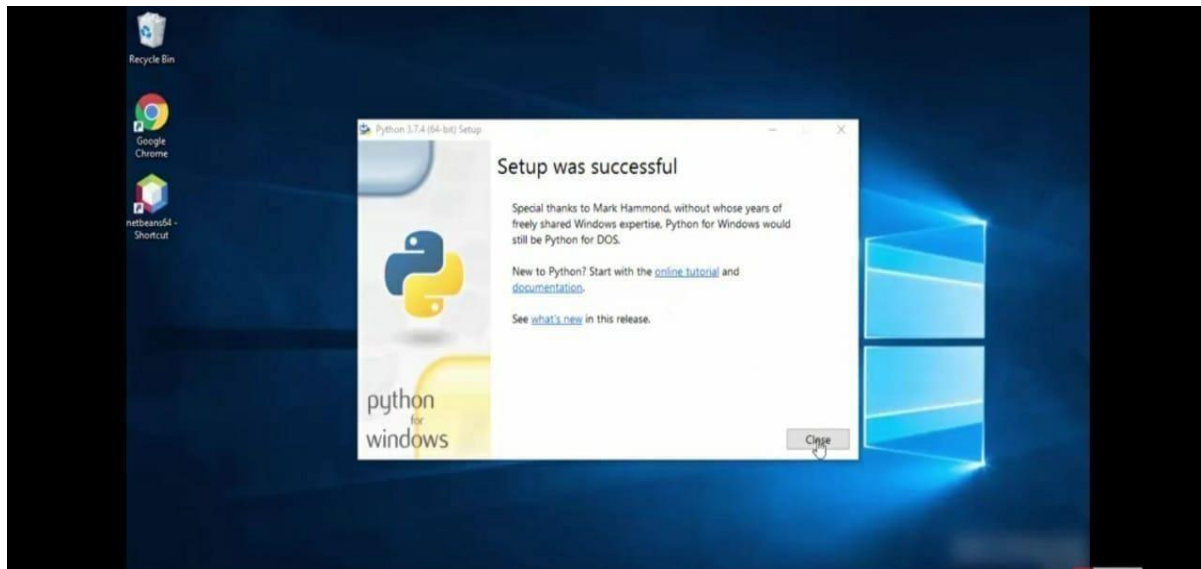 Recycle Bin
Google
Chrome
netbeans64 -
Shortcut
Python 3.7.4 (64-bit) Setup
Setup was successful
Special thanks to Mark Hammond, without whose years of
freely shared Windows expertise, Python for Windows would
still be Python for DOS.
New to Python? Start with the online tutorial and
documentation.
See what's new in this release.
python
for
windows
Close